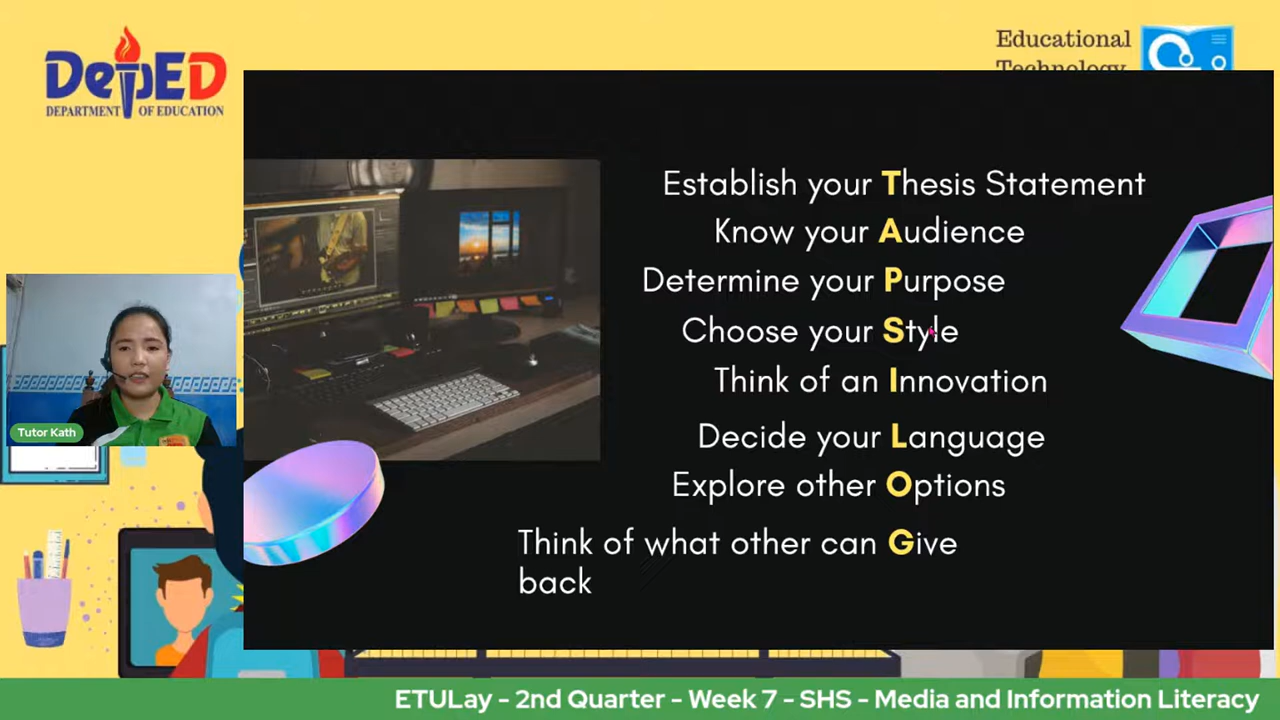 DepED
DEPARTMENT OF EDUCATION
Educational
Technology
Establish your Thesis Statement
Know your Audience
Determine your Purpose
Choose your Style
Think of an Innovation
Decide your Language
Explore other Options
Think of what other can Give
back
Tutor Kath
ETULay - 2nd Quarter - Week 7 - SHS - Media and Information Literacy